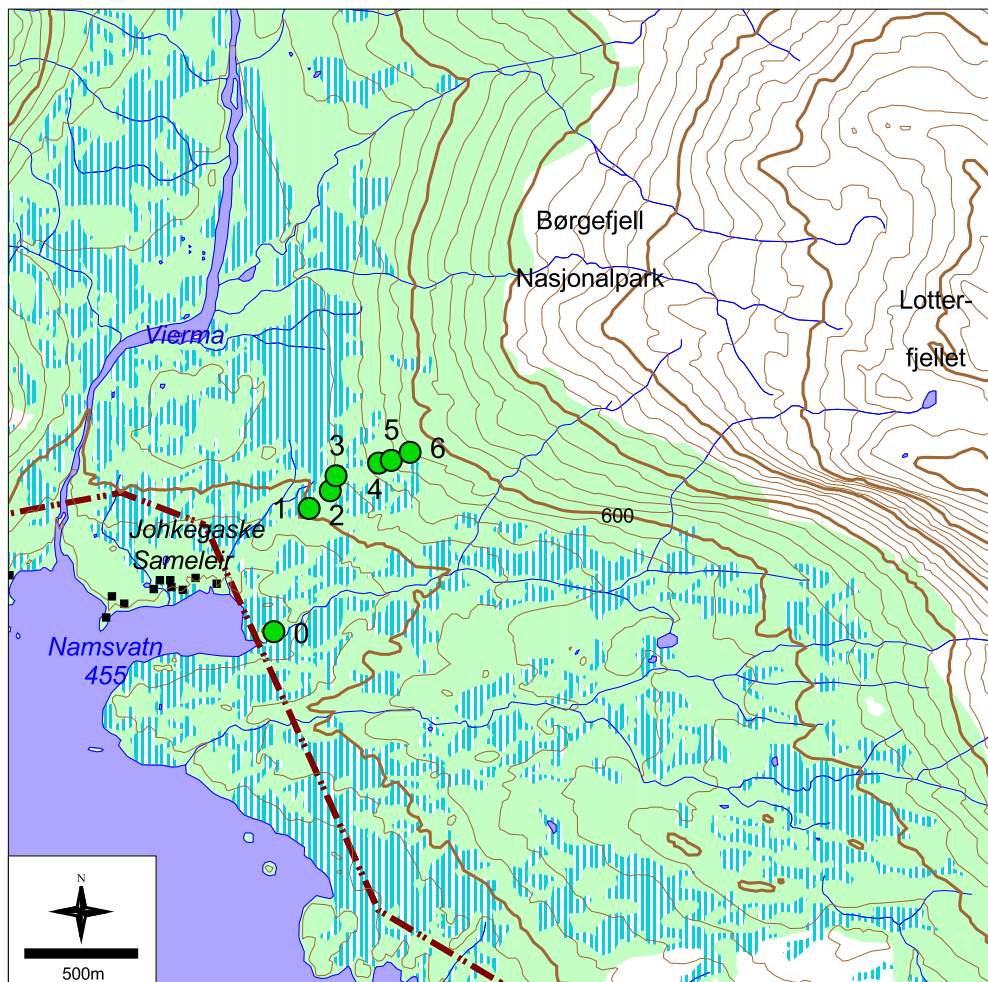 Børgefjell
Nasjonalpark
Lotter-
fjellet
Vierma
3
5
6
4
1
2
600
Johkegaske
Sameleir
0
Namsvatn
455
N
500m